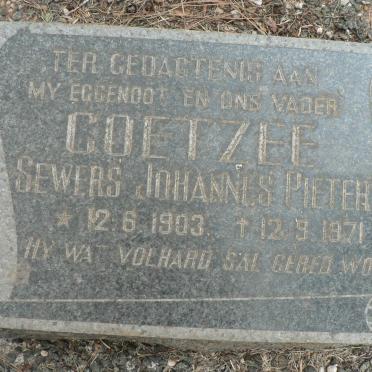 TER GEDAGTENIS AAN
MY EGGENOOT EN ONS VADER
COETZEE
SEWERS JOHANNES PIETER
* 12.6.1903 † 12.9.1971
HY WAT VOLHARD SAL GERED WO